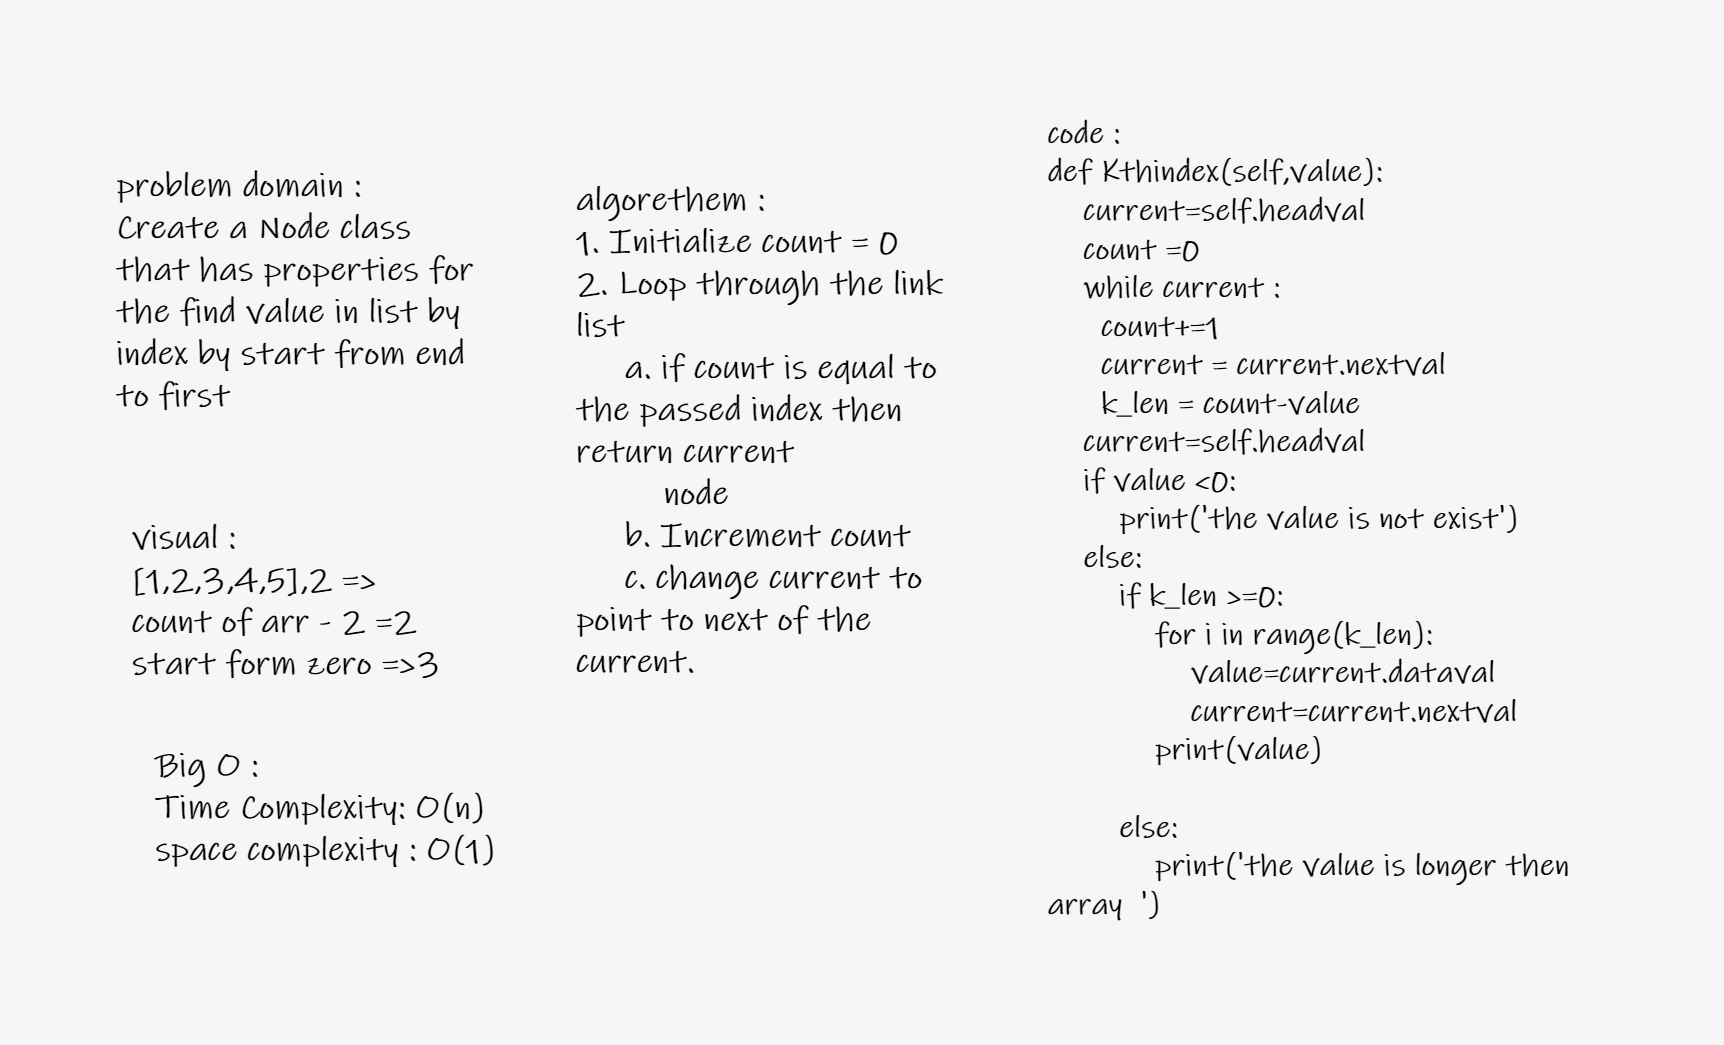 problem domain :
Create a Node class
that has properties for
the find value in list by
index by start from end
to first
visual :
[1,2,3,4,5],2 =>
count of arr - 2 =2
start form zero =>3
Big O :
Time Complexity: O(n)
space complexity : O(1)
algorethem :
1. Initialize count = 0
2. Loop through the link
list
a. if count is equal to
the passed index then
return current
node
b. Increment count
c. change current to
point to next of the
current.
code :
def Kthindex(self,value):
current=self.headval
count =0
while current :
count+=1
current = current.nextval
k_len = count-value
current=self.headval
if value <0:
print('the value is not exist')
else:
if k_len >=0:
for i in range(k_len):
value=current.dataval
current=current.nextval
print(value)
else:
print('the value is longer then
array  ')